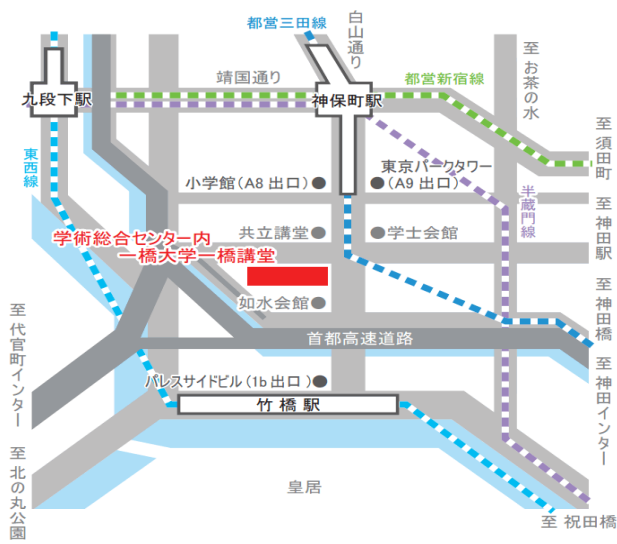 都営三田線
白山通り
至お茶の水
靖国通り
都営新宿線
九段下駅
神保町駅
至須田町
東西線
小学館(A8 出口)
東京パークタワー
(A9 出口)
半蔵門線
至神田駅
学術総合センター内
一橋大学一橋講堂
共立講堂
学士会館
如水会館
至神田橋
至代官町インター
首都高速道路
至神田インター
パレスサイドビル(1b 出口)
竹橋駅
至北の丸公園
皇居
至 祝田橋